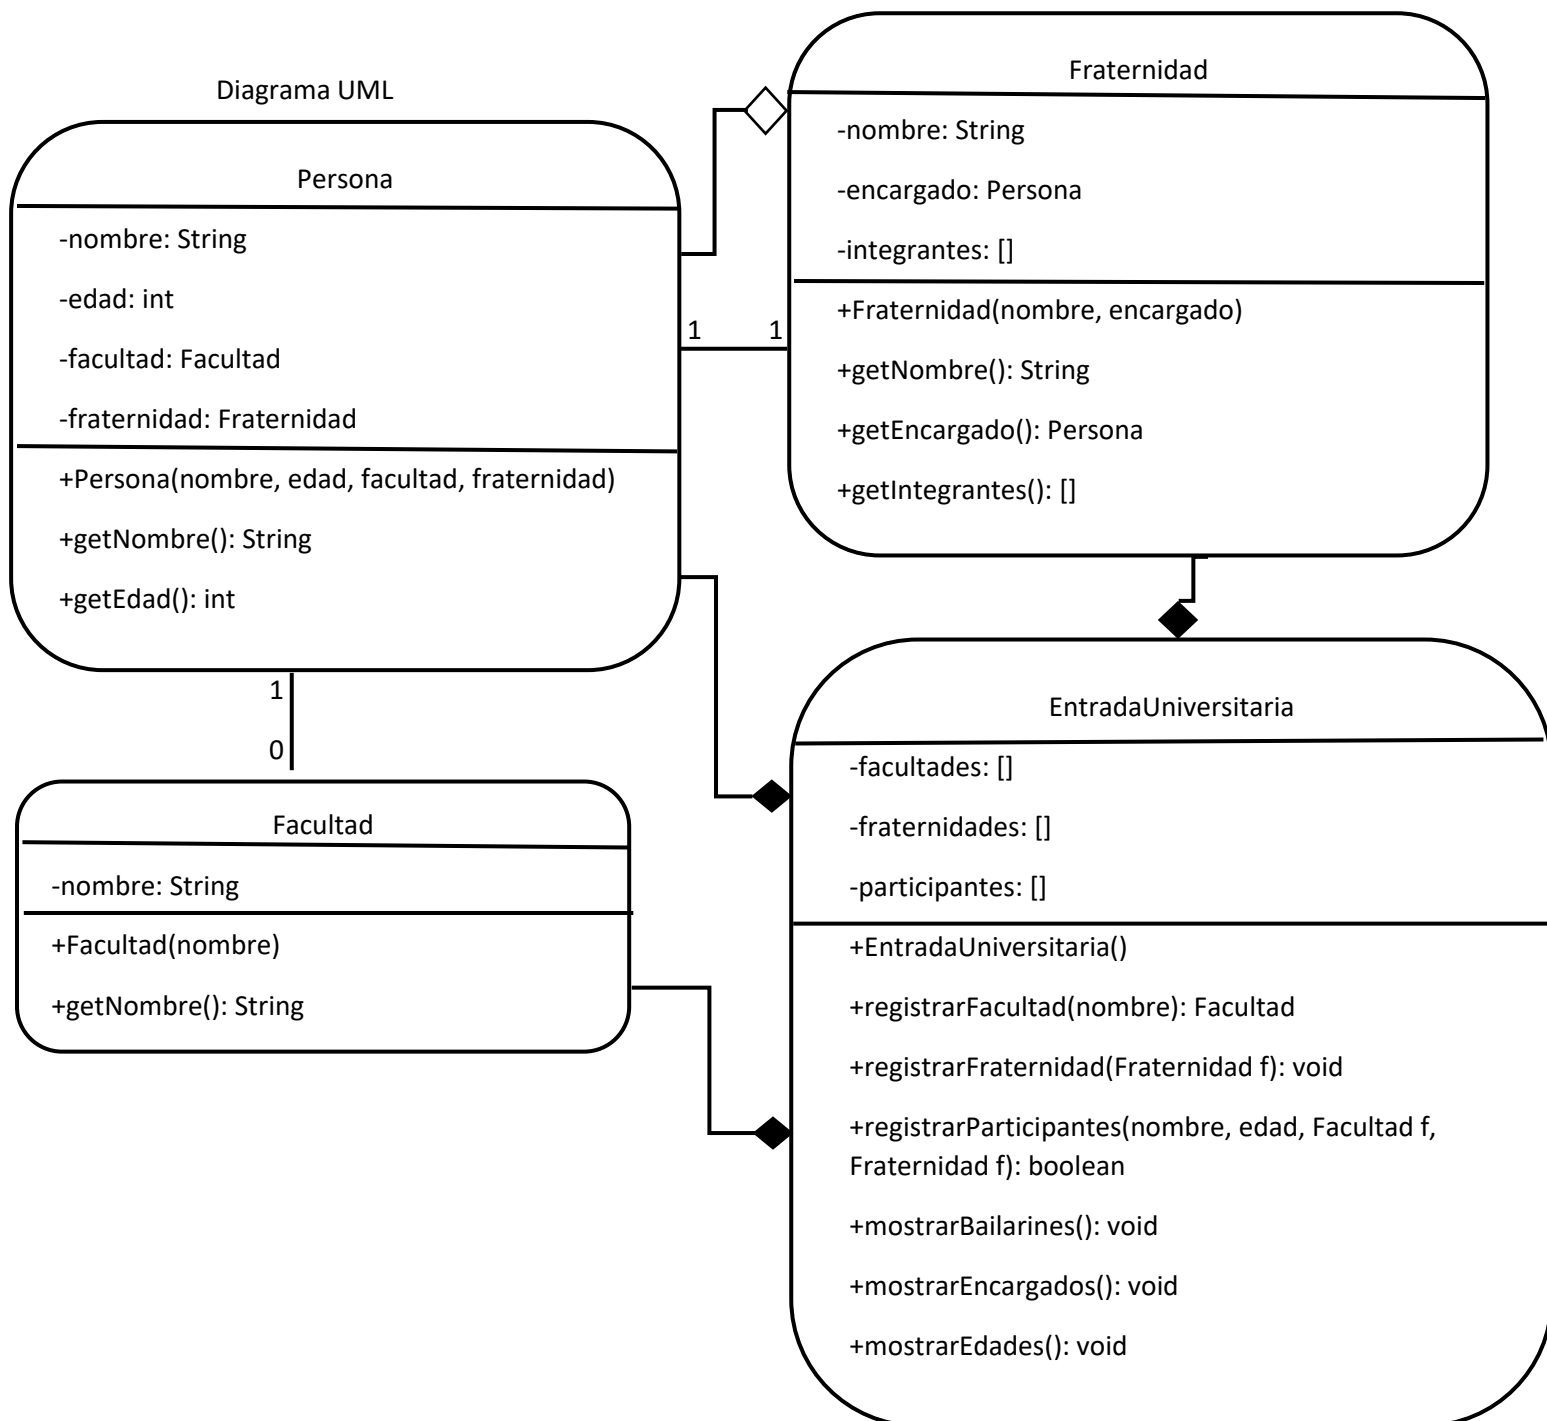 Diagrama UML
Persona
-nombre: String
-edad: int
-facultad: Facultad
-fraternidad: Fraternidad
+Persona(nombre, edad, facultad, fraternidad)
+getNombre(): String
+getEdad(): int
Fraternidad
-nombre: String
-encargado: Persona
-integrantes: []
+Fraternidad(nombre, encargado)
+getNombre(): String
+getEncargado(): Persona
+getIntegrantes(): []
1 1
1
0
Facultad
-nombre: String
+Facultad(nombre)
+getNombre(): String
EntradaUniversitaria
-facultades: []
-fraternidades: []
-participantes: []
+EntradaUniversitaria()
+registrarFacultad(nombre): Facultad
+registrarFraternidad(Fraternidad f): void
+registrarParticipantes(nombre, edad, Facultad f,
Fraternidad f): boolean
+mostrarBailarines(): void
+mostrarEncargados(): void
+mostrarEdades(): void